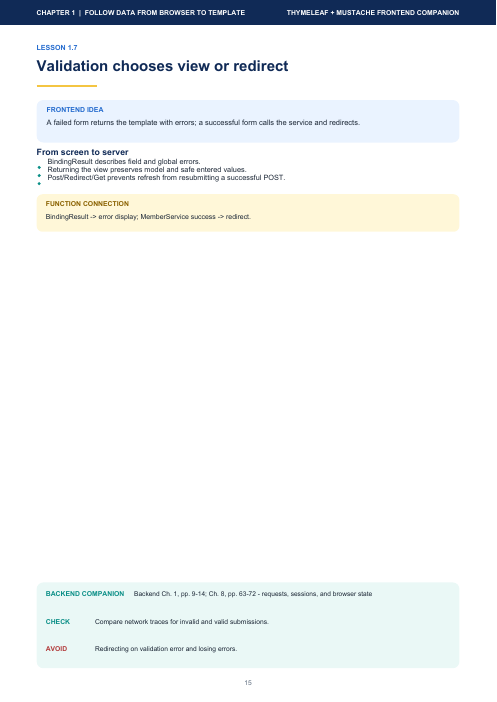 CHAPTER 1 | FOLLOW DATA FROM BROWSER TO TEMPLATE THYMELEAF + MUSTACHE FRONTEND COMPANION
LESSON 1.7
Validation chooses view or redirect
FRONTEND IDEA
A failed form returns the template with errors; a successful form calls the service and redirects.
From screen to server
BindingResult describes field and global errors.
Returning the view preserves model and safe entered values.
Post/Redirect/Get prevents refresh from resubmitting a successful POST.
FUNCTION CONNECTION
BindingResult -> error display; MemberService success -> redirect.
BACKEND COMPANION Backend Ch. 1, pp. 9-14; Ch. 8, pp. 63-72 - requests, sessions, and browser state
CHECK Compare network traces for invalid and valid submissions.
AVOID Redirecting on validation error and losing errors.
15